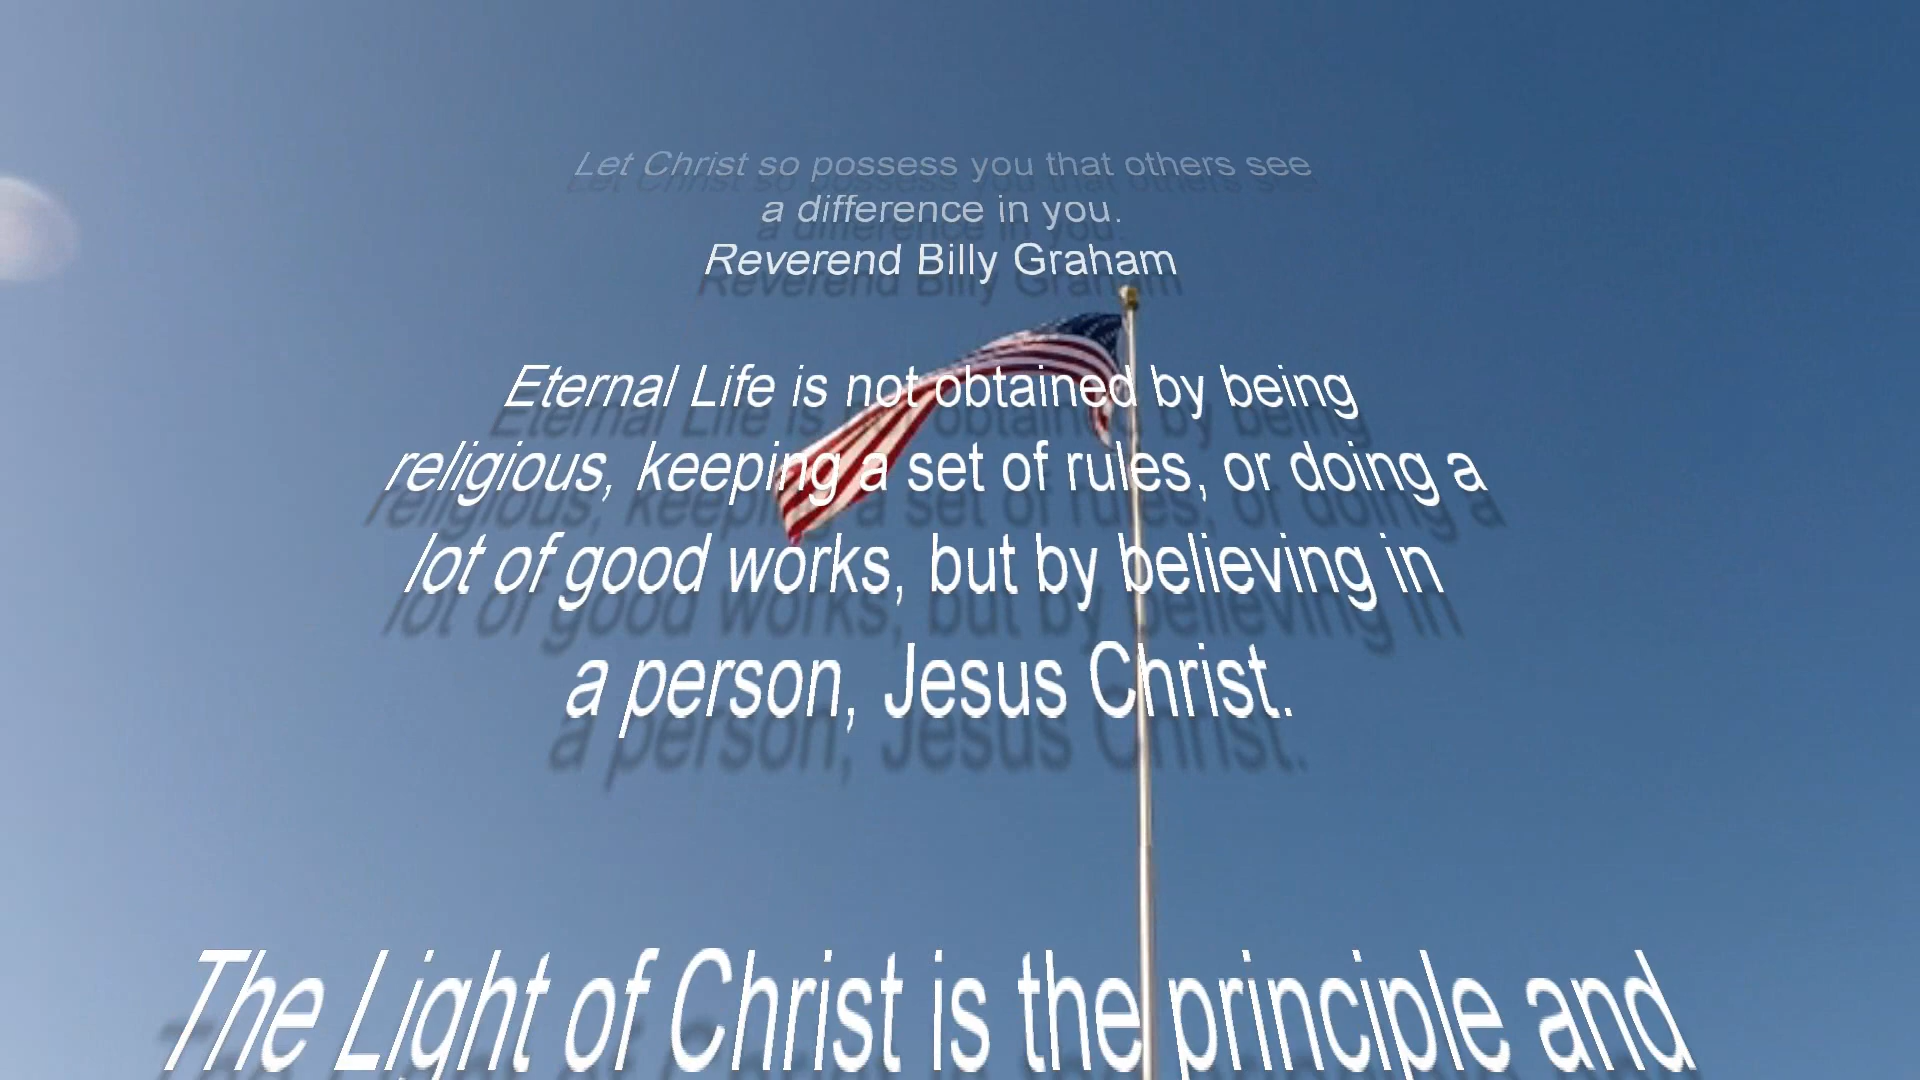 Let Christ so possess you that others see
a difference in you.
Reverend Billy Graham
Eternal Life is not obtained by being
religious, keeping a set of rules, or doing a
lot of good works, but by believing in
a person, Jesus Christ.
The Light of Christ is the principle and